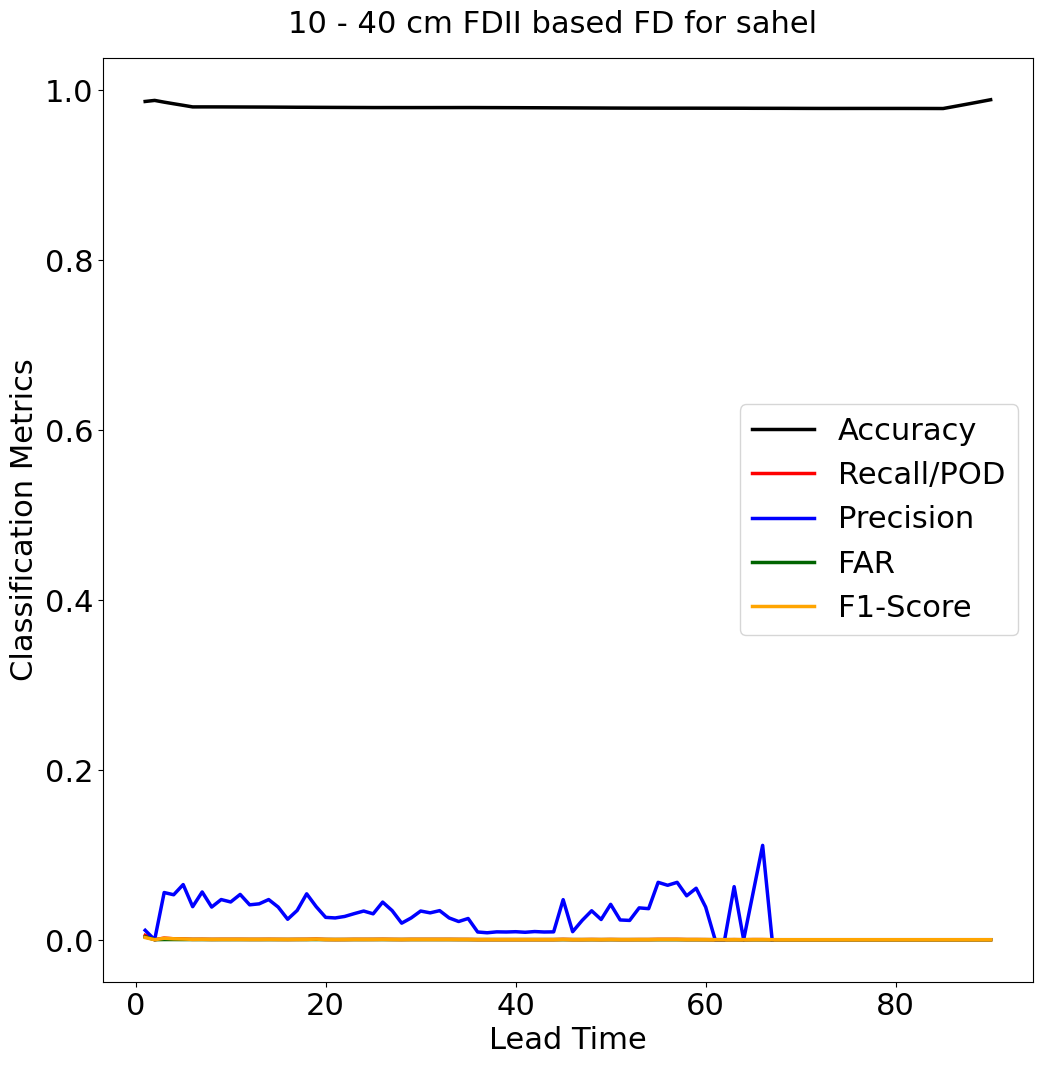 10 - 40 cm FDII based FD for sahel
1.0
0.8
0.6
0.4
0.2
0.0
Classification Metrics
Accuracy
Recall/POD
Precision
FAR
F1-Score
0 20 40 60 80
Lead Time